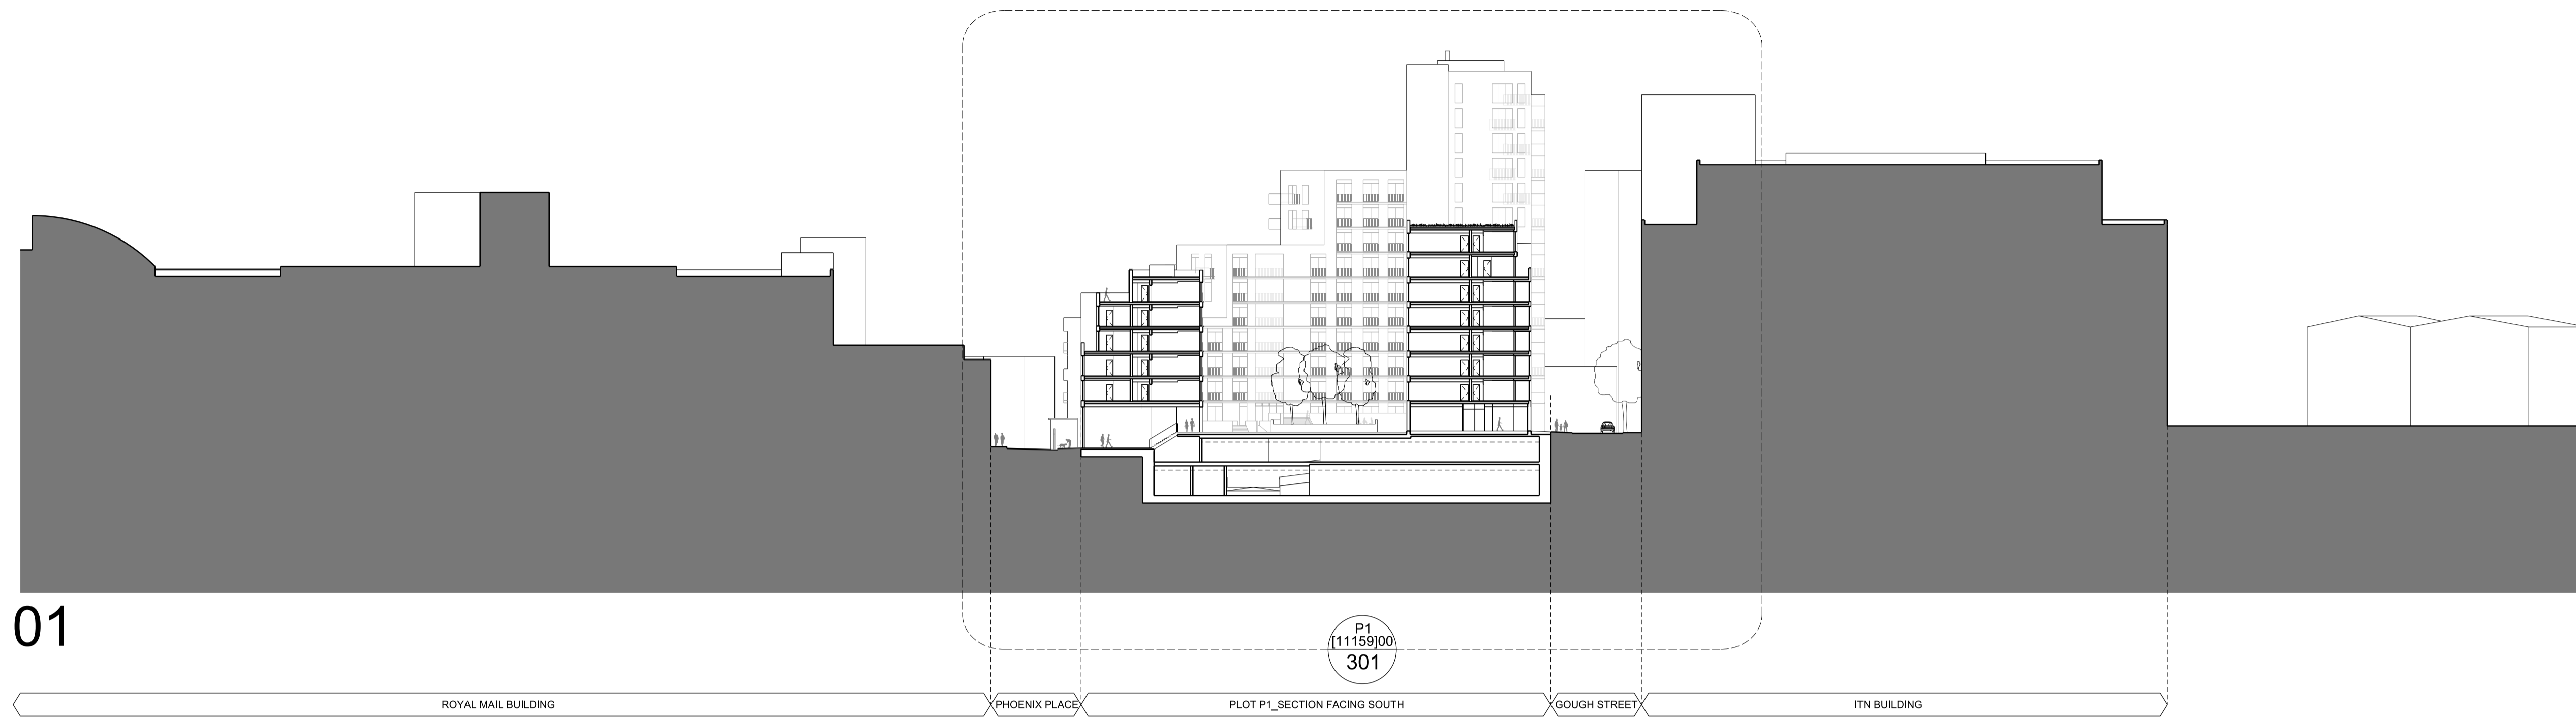 01
P1
[11159]00
301
ROYAL MAIL BUILDING
PHOENIX PLACE
PLOT P1_SECTION FACING SOUTH
GOUGH STREET
ITN BUILDING